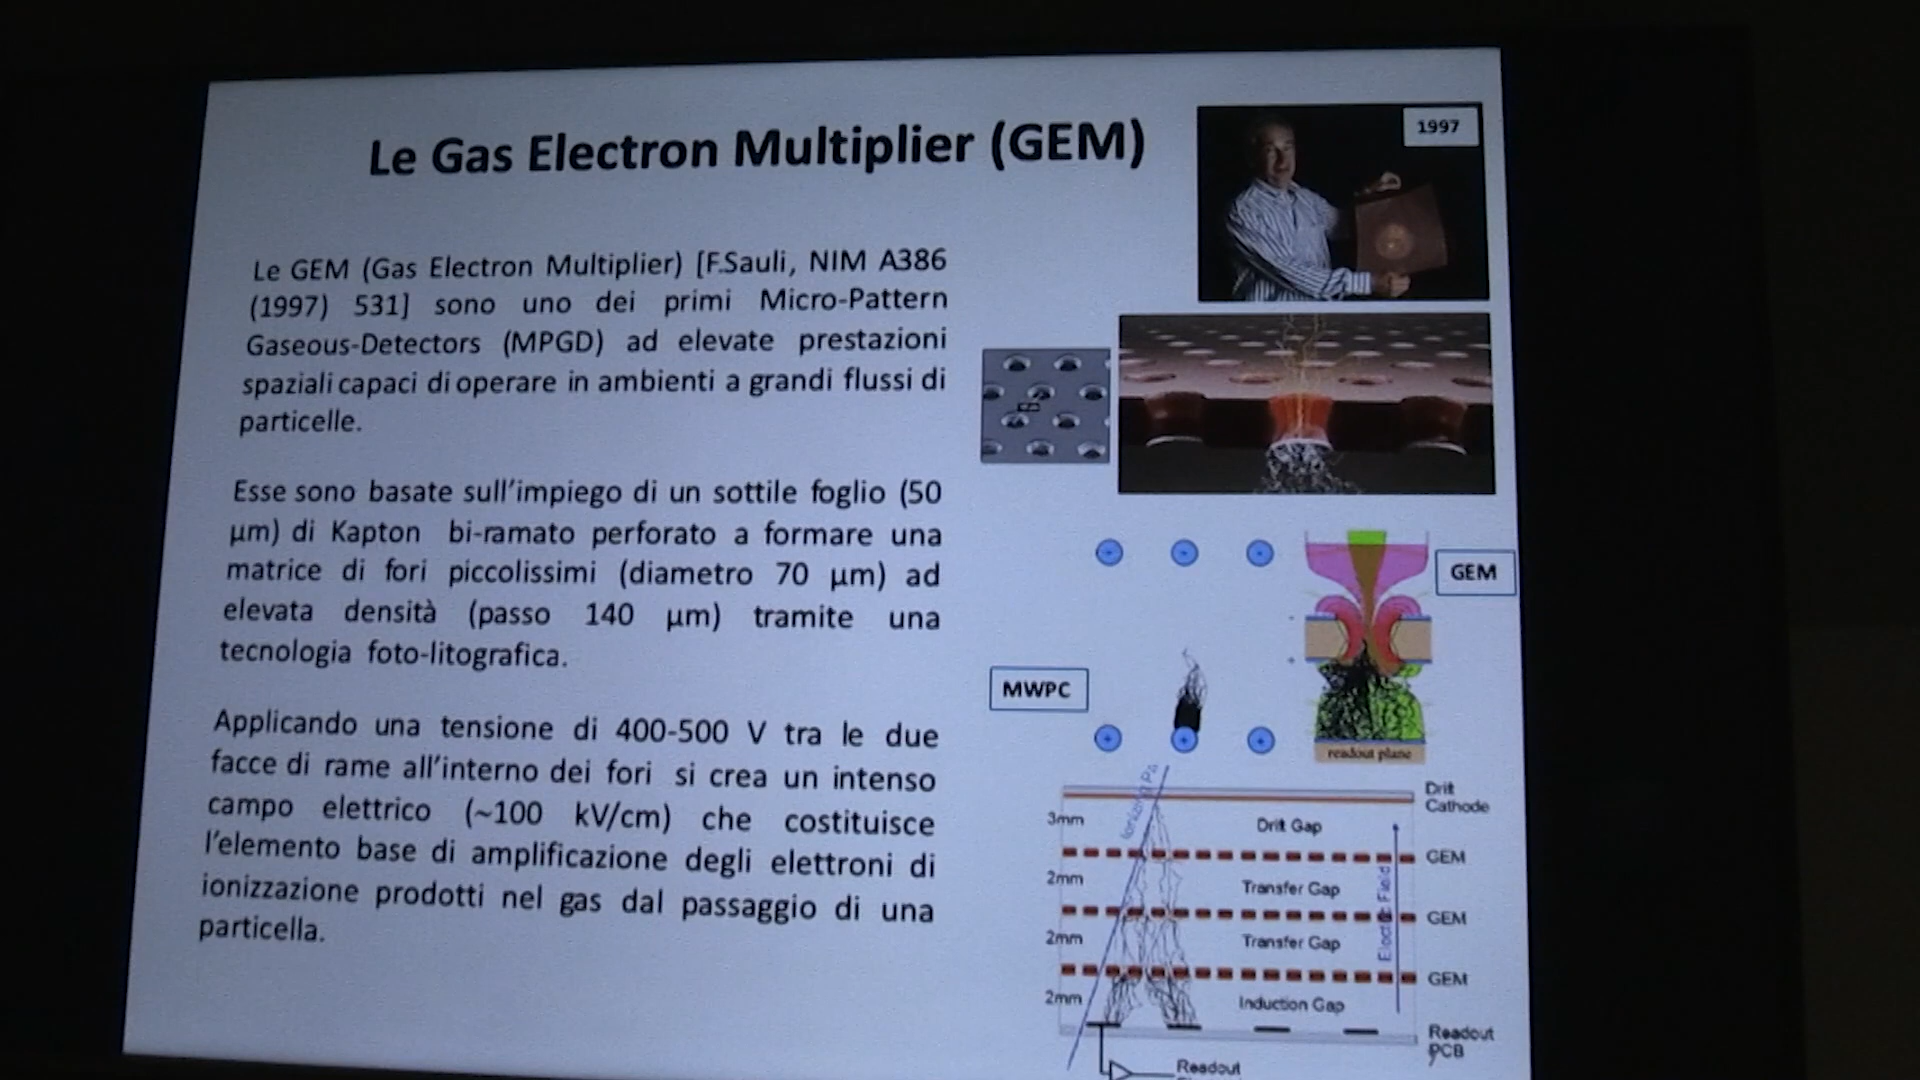 Le Gas Electron Multiplier (GEM)
1997
Le GEM (Gas Electron Multiplier) [F.Sauli, NIM A386
(1997) 531] sono uno dei primi Micro-Pattern
Gaseous-Detectors (MPGD) ad elevate prestazioni
spaziali capaci di operare in ambienti a grandi flussi di
particelle.
Esse sono basate sull'impiego di un sottile foglio (50
µm) di Kapton bi-ramato perforato a formare una
matrice di fori piccolissimi (diametro 70 µm) ad
elevata densità (passo 140 µm) tramite una
tecnologia foto-litografica.
Applicando una tensione di 400-500 V tra le due
facce di rame all'interno dei fori si crea un intenso
campo elettrico (~100 kV/cm) che costituisce
l'elemento base di amplificazione degli elettroni di
ionizzazione prodotti nel gas dal passaggio di una
particella.
GEM
MWPC
readout plane
Drit
Cathode
3mm
Ionizing
Drit Gap
GEM
2mm
Transfer Gap
Electric Field
GEM
2mm
Transfer Gap
GEM
2mm
Induction Gap
Readout
PCB
Readout